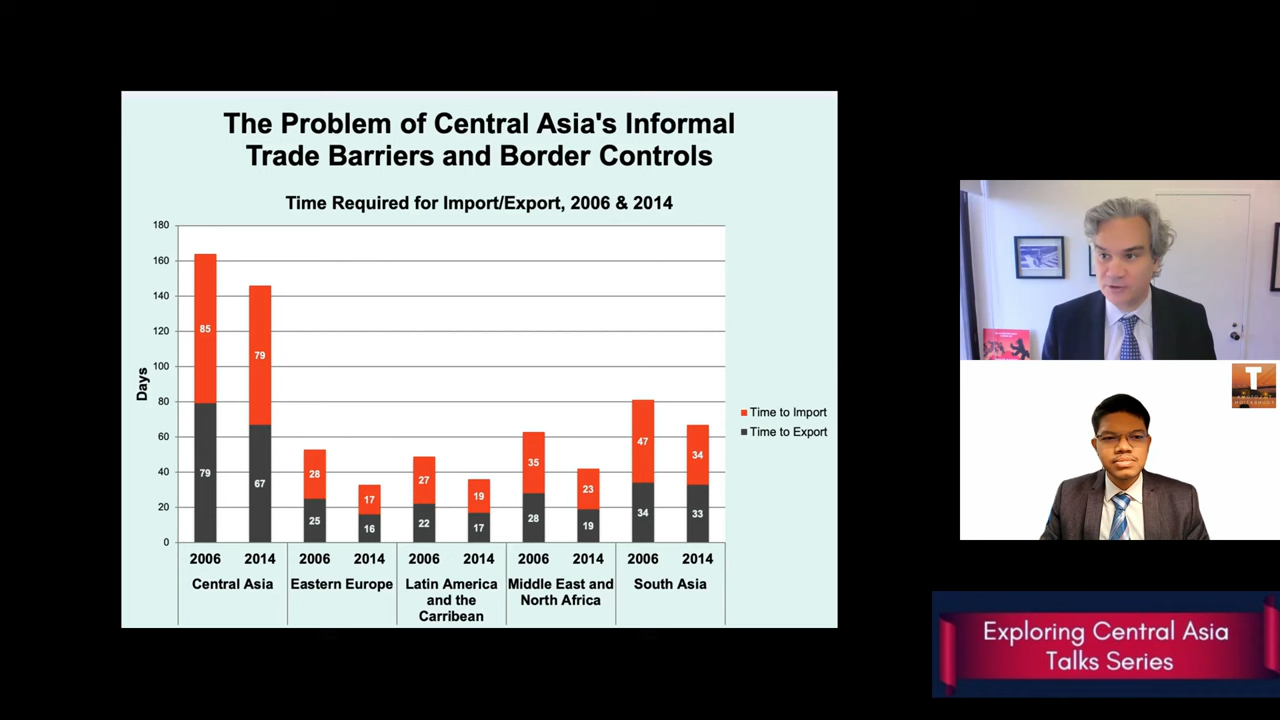 The Problem of Central Asia's Informal
Trade Barriers and Border Controls
Time Required for Import/Export, 2006 & 2014
Days
180
160
140
120
100
80
60
40
20
0
85
79
79
67
28
25
17
16
27
22
19
17
35
28
23
19
47
34
34
33
2006 2014 2006 2014 2006 2014 2006 2014 2006 2014
Central Asia
Eastern Europe
Latin America
and the
Carribean
Middle East and
North Africa
South Asia
Time to Import
Time to Export
T
Exploring Central Asia
Talks Series